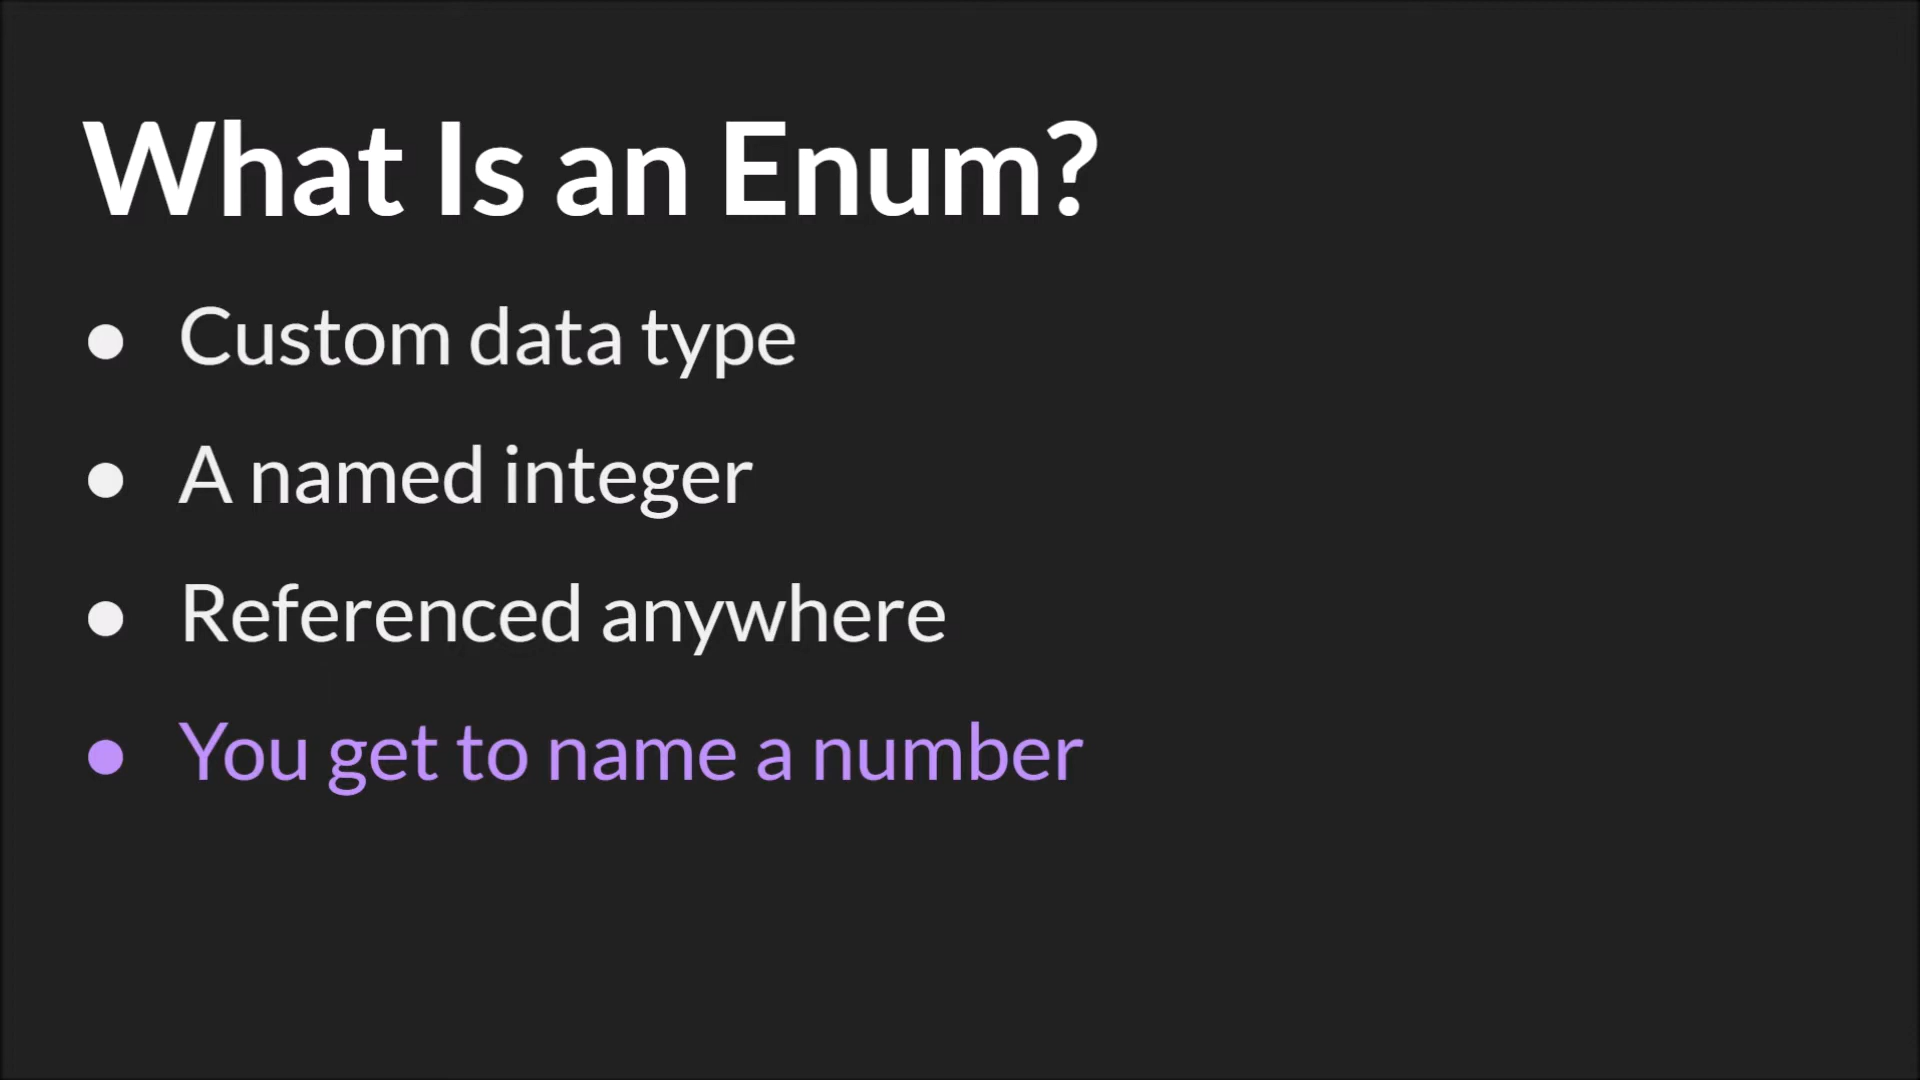 What Is an Enum?
● Custom data type
● A named integer
● Referenced anywhere
● You get to name a number